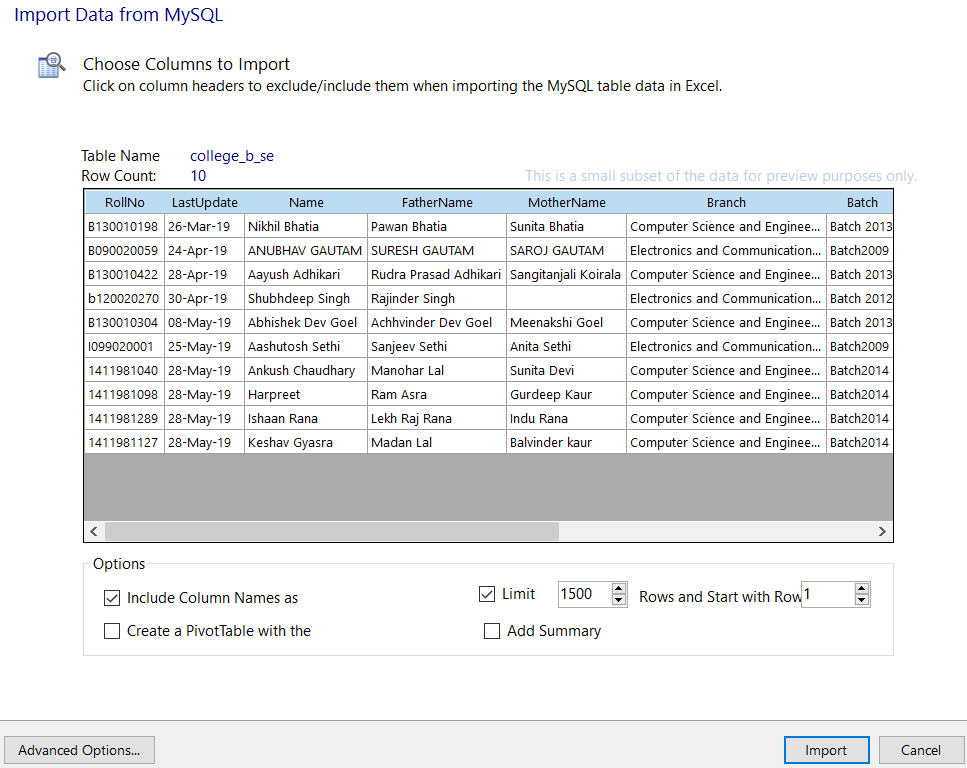 Import Data from MySQL
Choose Columns to Import
Click on column headers to exclude/include them when importing the MySQL table data in Excel.
Table Name college_b_se
Row Count: 10 This is a small subset of the data for preview purposes only.
RollNo LastUpdate Name FatherName MotherName Branch Batch
B130010198 26-Mar-19 Nikhil Bhatia Pawan Bhatia Sunita Bhatia Computer Science and Enginee... Batch 2013
B090020059 24-Apr-19 ANUBHAV GAUTAM SURESH GAUTAM SAROJ GAUTAM Electronics and Communication... Batch2009
B130010422 28-Apr-19 Aayush Adhikari Rudra Prasad Adhikari Sangitanjali Koirala Computer Science and Enginee... Batch 2013
b120020270 30-Apr-19 Shubhdeep Singh Rajinder Singh Electronics and Communication... Batch 2012
B130010304 08-May-19 Abhishek Dev Goel Achhvinder Dev Goel Meenakshi Goel Computer Science and Enginee... Batch 2013
I099020001 25-May-19 Aashutosh Sethi Sanjeev Sethi Anita Sethi Electronics and Communication... Batch2009
1411981040 28-May-19 Ankush Chaudhary Manohar Lal Sunita Devi Computer Science and Enginee... Batch2014
1411981098 28-May-19 Harpreet Ram Asra Gurdeep Kaur Computer Science and Enginee... Batch2014
1411981289 28-May-19 Ishaan Rana Lekh Raj Rana Indu Rana Computer Science and Enginee... Batch2014
1411981127 28-May-19 Keshav Gyasra Madan Lal Balvinder kaur Computer Science and Enginee... Batch2014
Options
Include Column Names as Limit 1500 Rows and Start with Row 1
Create a PivotTable with the Add Summary
Advanced Options... Import Cancel